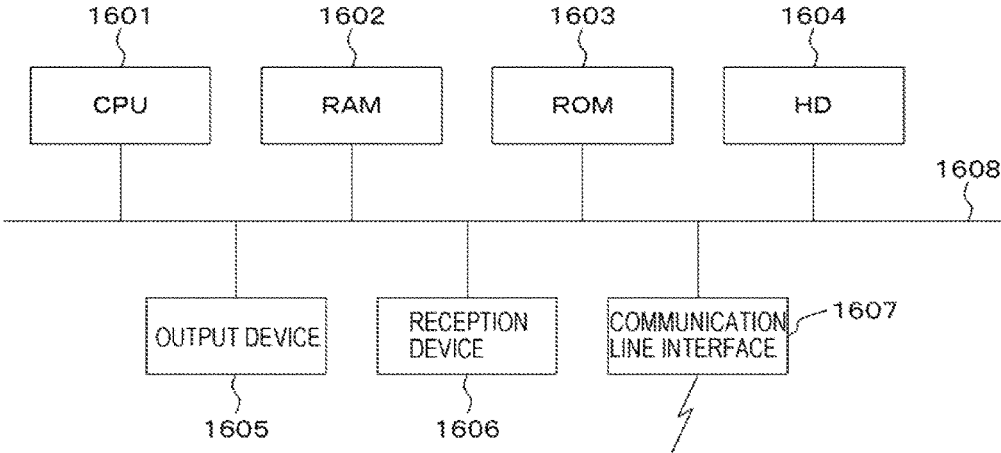 1601
1602
1603
1604
CPU
RAM
ROM
HD
1608
OUTPUT DEVICE
RECEPTION
DEVICE
COMMUNICATION
LINE INTERFACE
1607
1605
1606